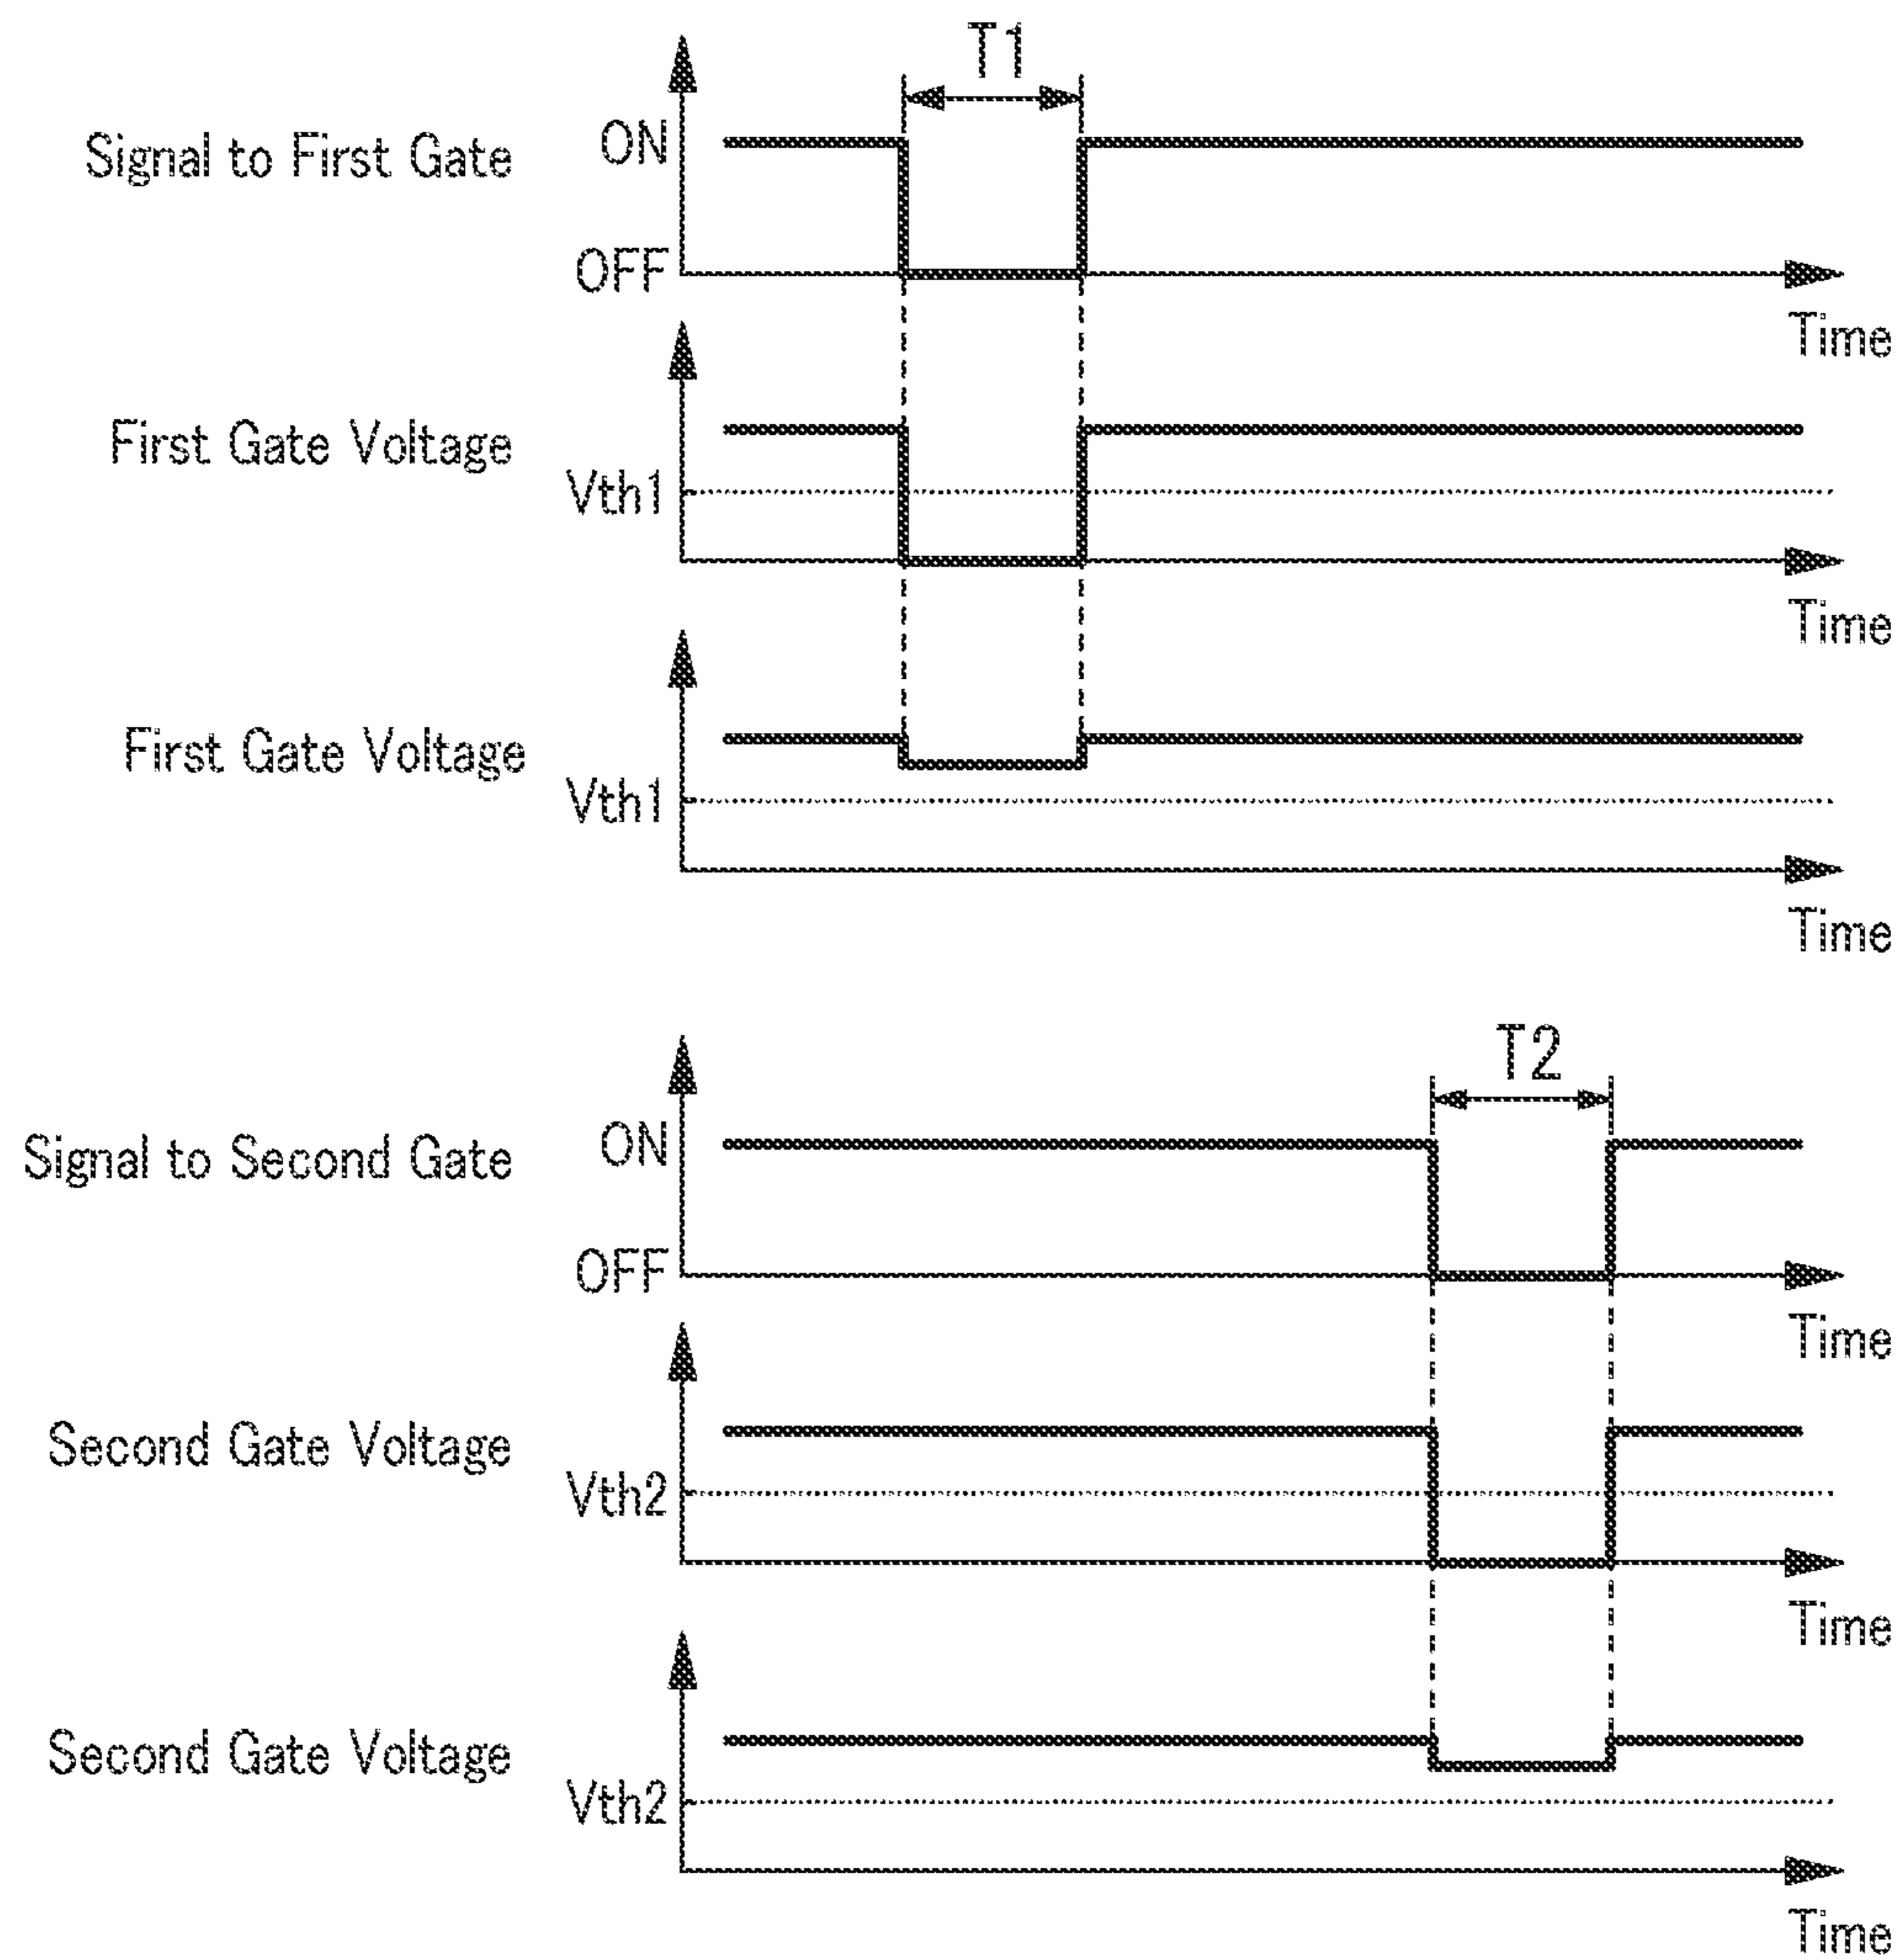 T1
Signal to First Gate
ON
OFF
Time
First Gate Voltage
Vth1
Time
First Gate Voltage
Vth1
Time
T2
Signal to Second Gate
ON
OFF
Time
Second Gate Voltage
Vth2
Time
Second Gate Voltage
Vth2
Time